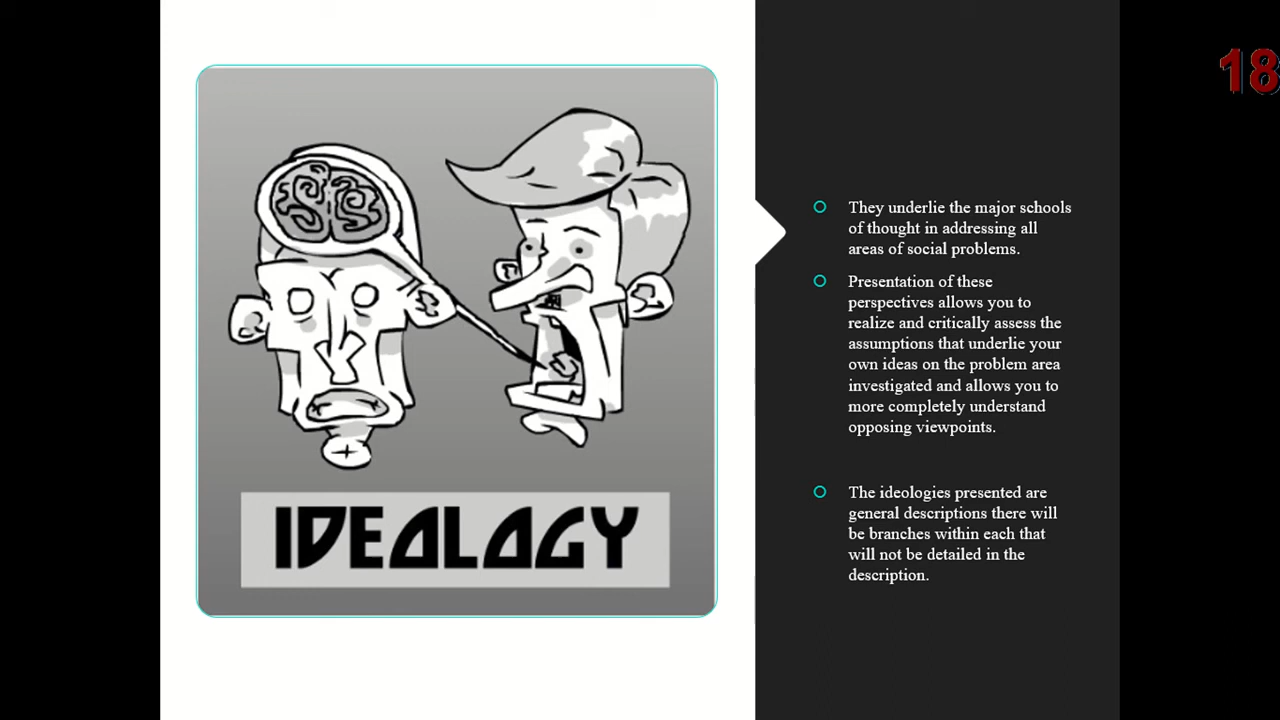 18
IDEOLOGY
They underlie the major schools
of thought in addressing all
areas of social problems.
Presentation of these
perspectives allows you to
realize and critically assess the
assumptions that underlie your
own ideas on the problem area
investigated and allows you to
more completely understand
opposing viewpoints.
The ideologies presented are
general descriptions there will
be branches within each that
will not be detailed in the
description.